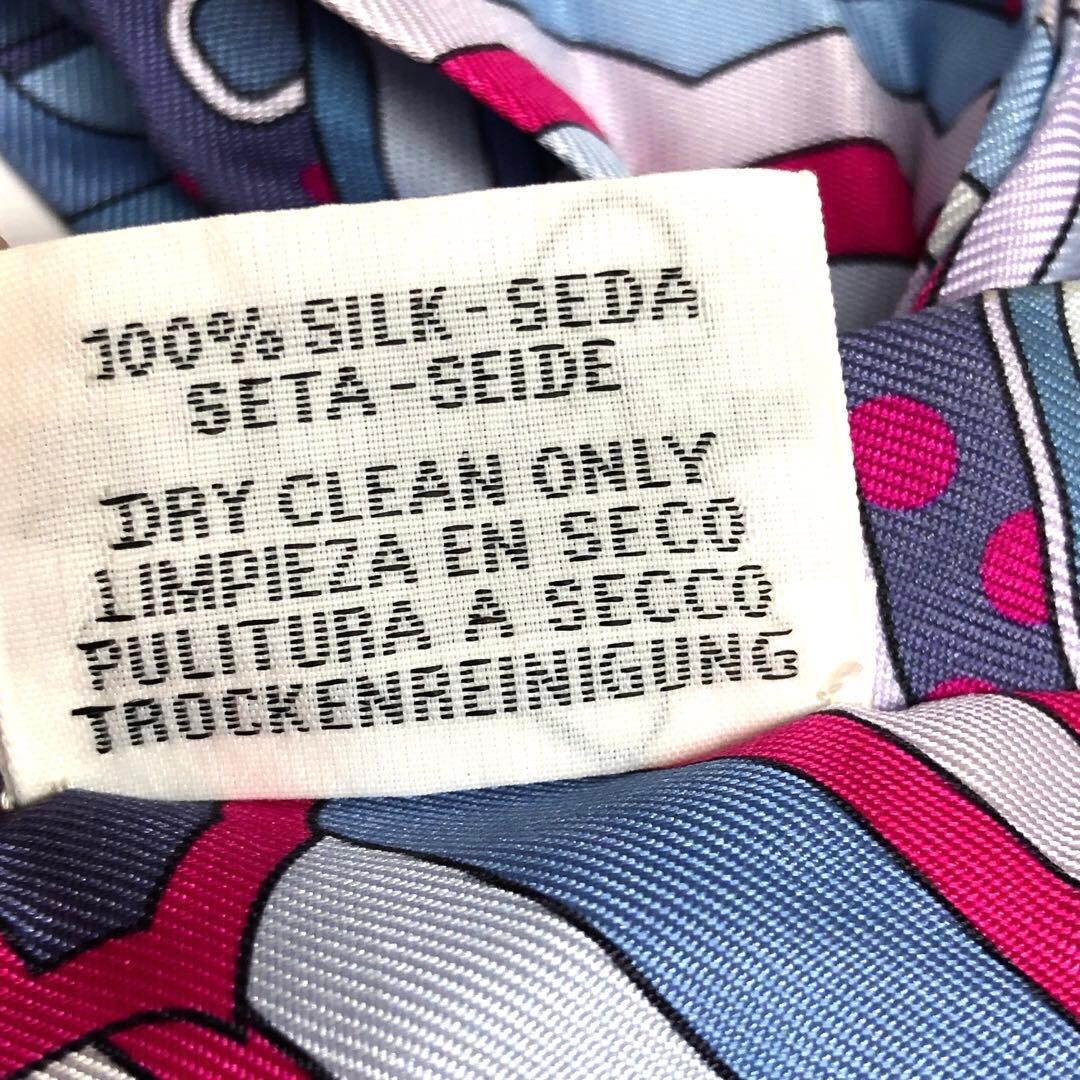 100% SILK-SEDA
SETA-SEIDE
DRY CLEAN ONLY
LIMPIEZA EN SECO
PULITURA A SECCO
TROCKENREINIGUNG